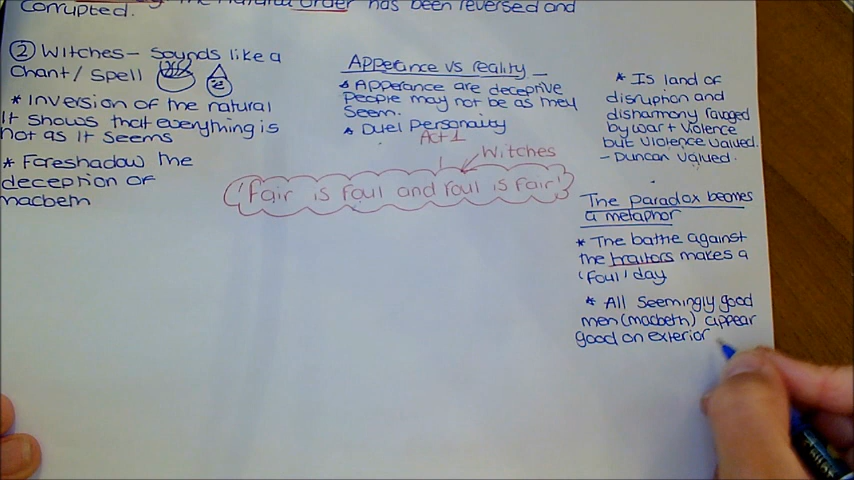 the natural order has been reversed and
corrupted.
② Witches- sounds like a
chant/ spell
* Inversion of the natural
It shows that everything is
not as it seems
* Foreshadow the
deception of
macbeth
Apperance vs reality
* Apperance are deceptive
People may not be as they
seem.
* Duel Personality
Act 1
Witches
'Fair is Foul and Foul is Fair'
* Is land of
disruption and
disharmony ravaged
by war + violence
but violence valued.
- Duncan valued.
The paradox becomes
a metaphor
* The battle against
the traitors makes a
'foul' day
* All seemingly good
men (macbeth) appear
good on exterior